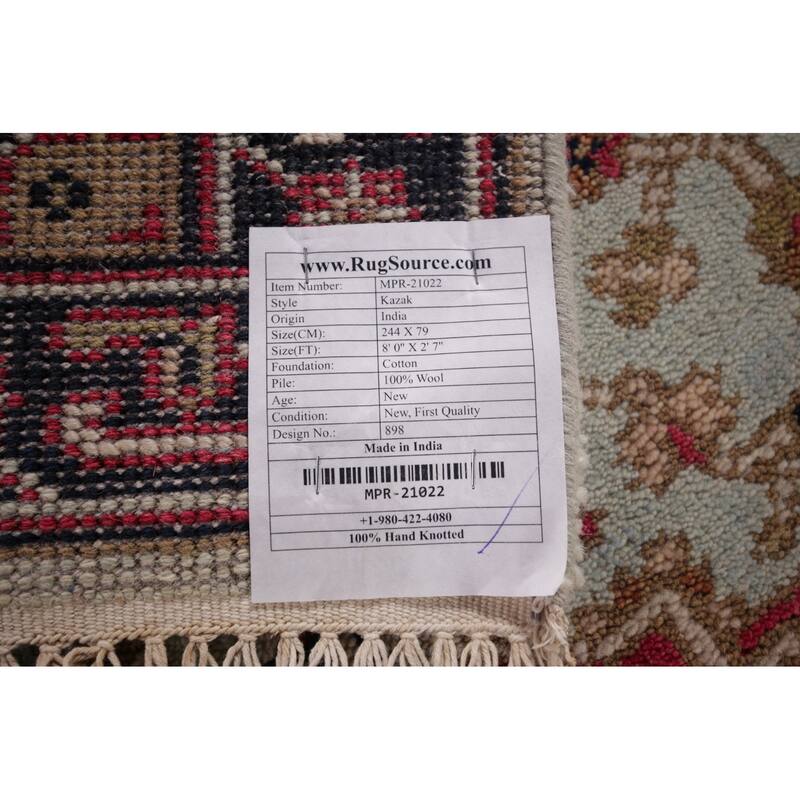 www.RugSource.com
Item Number: MPR-21022
Style Kazak
Origin India
Size(CM): 244 X 79
Size(FT): 8' 0" X 2' 7"
Foundation: Cotton
Pile: 100% Wool
Age: New
Condition: New, First Quality
Design No.: 898
Made in India
MPR-21022
+1-980-422-4080
100% Hand Knotted